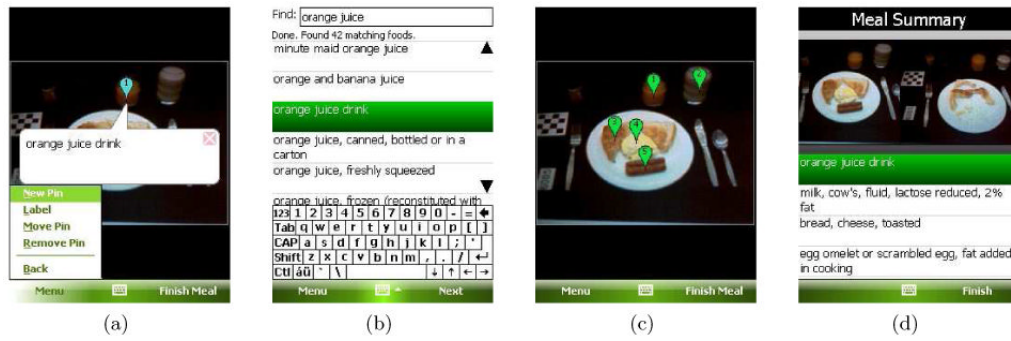 1
orange juice drink
New Pin
Label
Move Pin
Remove Pin
Back
Menu
Finish Meal
(a)
Find: orange juice
Done. Found 42 matching foods.
minute maid orange juice
orange and banana juice
orange juice drink
orange juice, canned, bottled or in a
carton
orange juice, freshly squeezed
orange juice, frozen (reconstituted with
123 1 2 3 4 5 6 7 8 9 0 - =
Tab q w e r t y u i o p [ ]
CAP a s d f g h j k l ; '
Shift z x c v b n m , . /
Ctl áü ` \
Menu
Next
(b)
1
4
5
Menu
Finish Meal
(c)
Meal Summary
orange juice drink
milk, cow's, fluid, lactose reduced, 2%
fat
bread, cheese, toasted
egg omelet or scrambled egg, fat added
in cooking
Finish
(d)